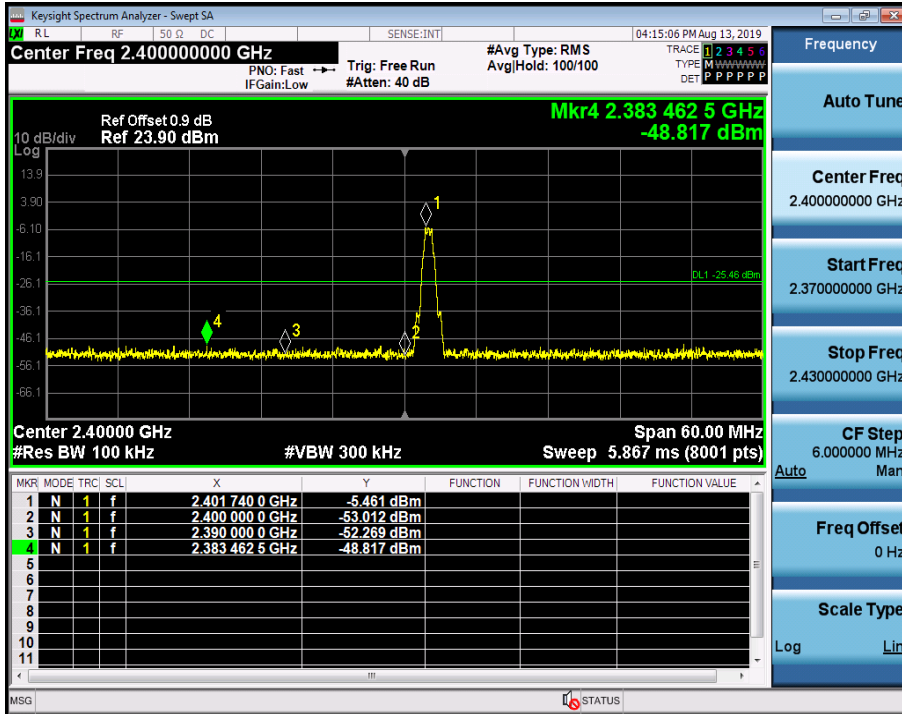 Keysight Spectrum Analyzer - Swept SA
LXI RL RF 50 Ω DC SENSE:INT 04:15:06 PM Aug 13, 2019
Center Freq 2.400000000 GHz
PNO: Fast
IFGain:Low
Trig: Free Run
#Atten: 40 dB
#Avg Type: RMS
Avg|Hold: 100/100
TRACE 1 2 3 4 5 6
TYPE M WWWWW
DET P P P P P P
Mkr4 2.383 462 5 GHz
-48.817 dBm
Ref Offset 0.9 dB
10 dB/div Ref 23.90 dBm
Log
13.9
3.90
-6.10
-16.1
-26.1
-36.1
-46.1
-56.1
-66.1
1
DL1 -25.46 dBm
4
3
2
Center 2.40000 GHz Span 60.00 MHz
#Res BW 100 kHz #VBW 300 kHz Sweep 5.867 ms (8001 pts)
MKR MODE TRC SCL X Y FUNCTION FUNCTION WIDTH FUNCTION VALUE
1 N 1 f 2.401 740 0 GHz -5.461 dBm
2 N 1 f 2.400 000 0 GHz -53.012 dBm
3 N 1 f 2.390 000 0 GHz -52.269 dBm
4 N 1 f 2.383 462 5 GHz -48.817 dBm
5
6
7
8
9
10
11
MSG STATUS
Frequency
Auto Tune
Center Freq
2.400000000 GHz
Start Freq
2.370000000 GHz
Stop Freq
2.430000000 GHz
CF Step
6.000000 MHz
Auto Man
Freq Offset
0 Hz
Scale Type
Log Lin